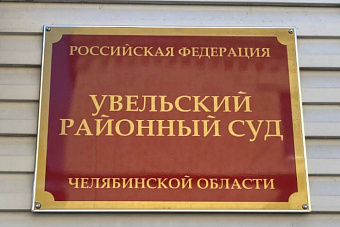 РОССИЙСКАЯ ФЕДЕРАЦИЯ
УВЕЛЬСКИЙ
РАЙОННЫЙ СУД
ЧЕЛЯБИНСКОЙ ОБЛАСТИ